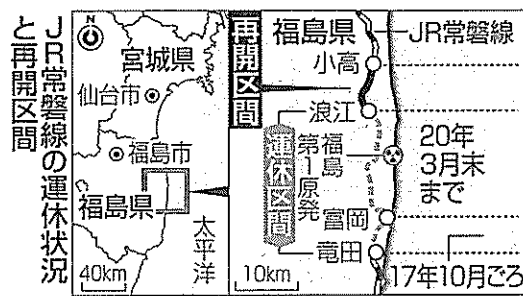 JR常磐線の運休状況
と再開区間
N
宮城県
仙台市
福島市
福島県
太平洋
40km
再開区間
福島県
JR常磐線
小高
浪江
運休区間
福島
第1原発
20年
3月末
まで
富岡
竜田
17年10月ごろ
10km